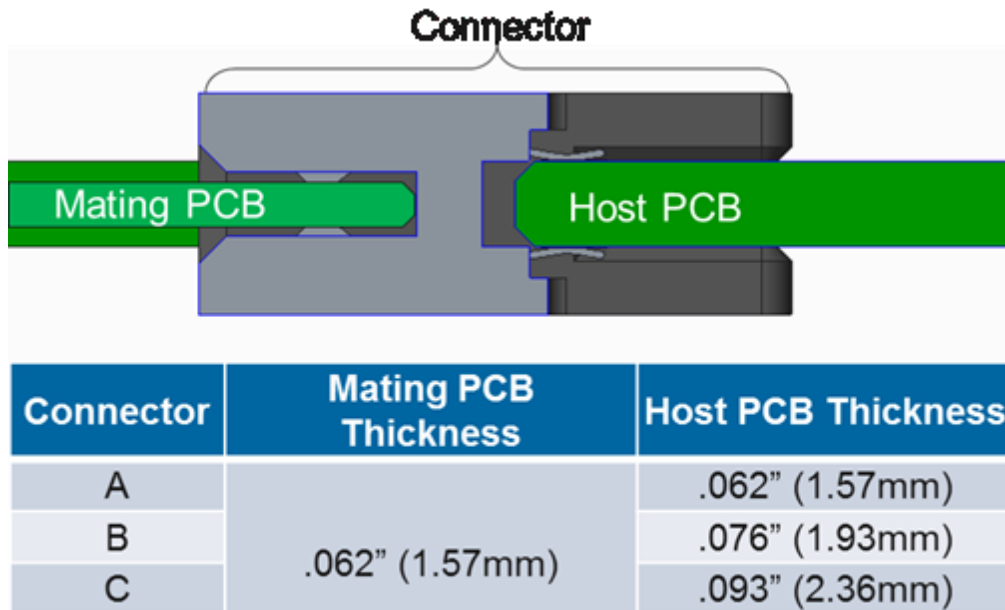 Connector
Mating PCB
Host PCB
Connector
Mating PCB
Thickness
Host PCB Thickness
A
.062” (1.57mm)
.062” (1.57mm)
B
.076” (1.93mm)
C
.093” (2.36mm)